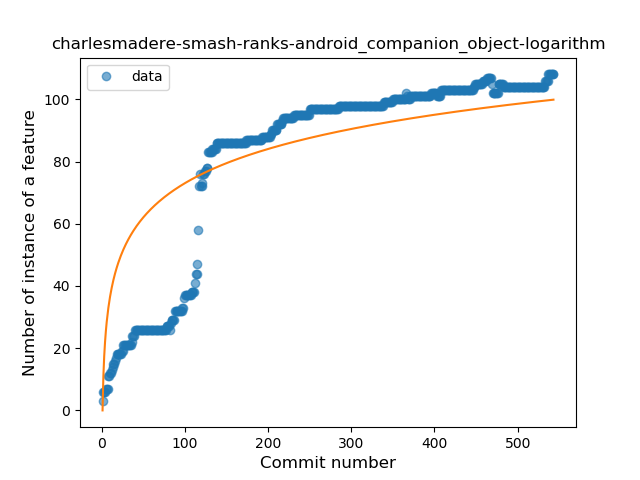 charlesmadere-smash-ranks-android_companion_object-logarithm
data
Number of instance of a feature
100
80
60
40
20
0
0 100 200 300 400 500
Commit number